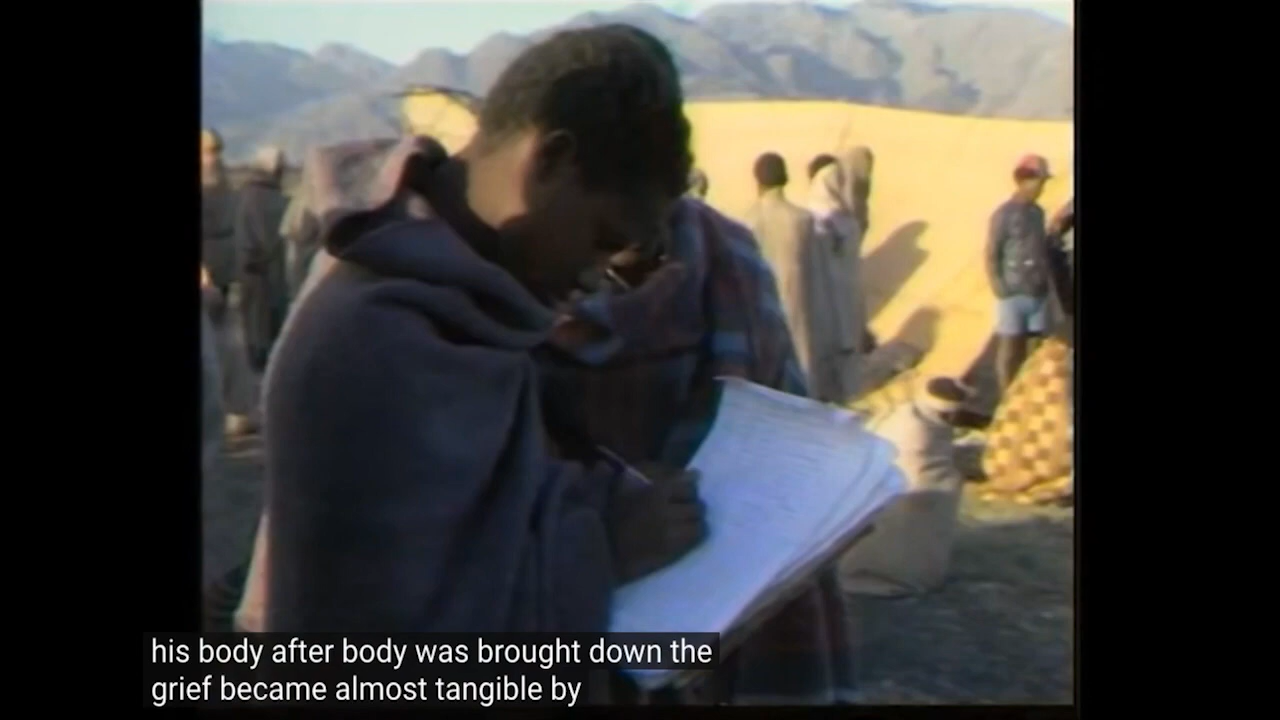 his body after body was brought down the
grief became almost tangible by